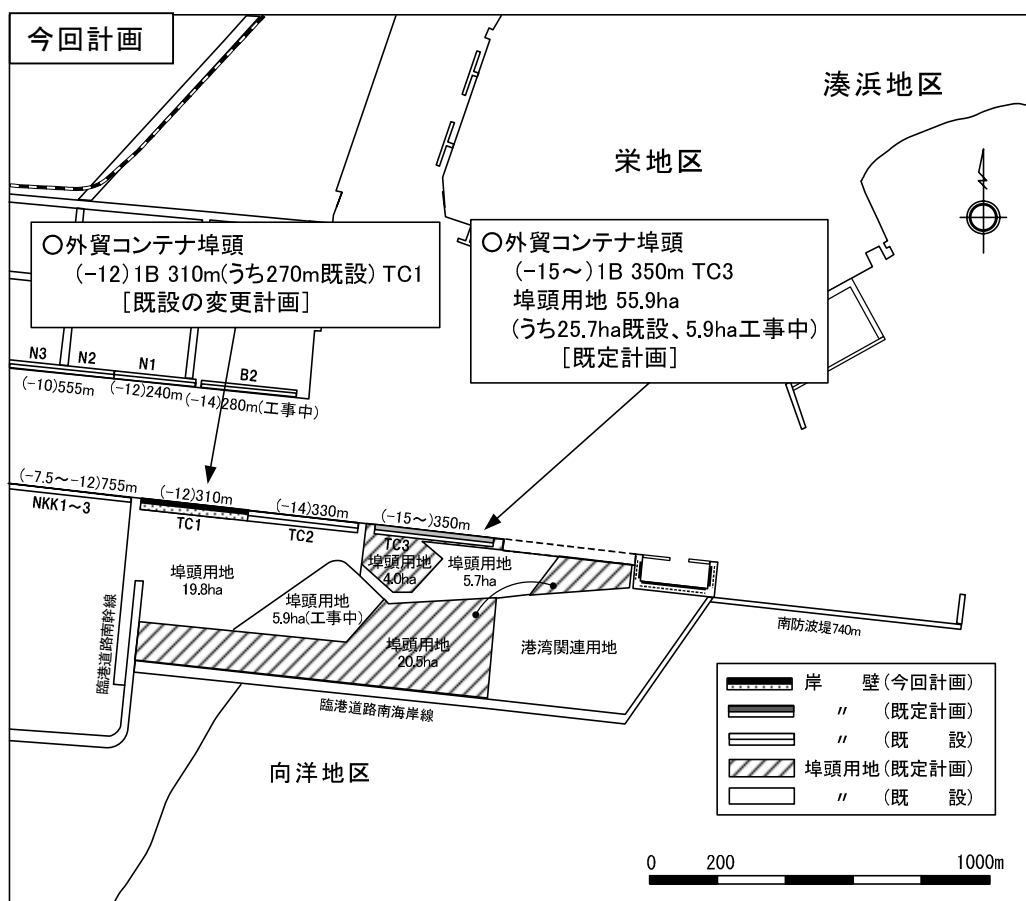 今回計画
湊浜地区
栄地区
○外貿コンテナ埠頭
(-12) 1B 310m(うち270m既設) TC1
[既設の変更計画]
○外貿コンテナ埠頭
(-15～)1B 350m TC3
埠頭用地 55.9ha
(うち25.7ha既設、5.9ha工事中)
[既定計画]
N3
N2
N1
B2
(-10)555m
(-12)240m
(-14)280m(工事中)
(-7.5～-12)755m
(-12)310m
(-14)330m
(-15～)350m
NKK1～3
TC1
TC2
TC3
埠頭用地
4.0ha
埠頭用地
5.7ha
埠頭用地
19.8ha
埠頭用地
5.9ha(工事中)
埠頭用地
20.5ha
港湾関連用地
南防波堤740m
臨港道路南幹線
臨港道路南海岸線
向洋地区
岸 壁(今回計画)
〃 (既定計画)
〃 (既 設)
埠頭用地(既定計画)
〃 (既 設)
0 200 1000m